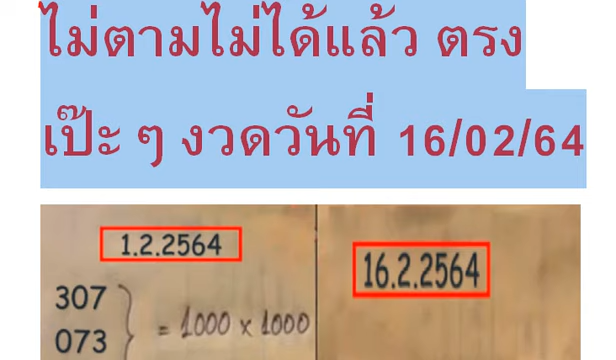 ไม่ตามไม่ได้แล้ว ตรง
เป๊ะ ๆ งวดวันที่ 16/02/64
1.2.2564
307
073
= 1000 x 1000
16.2.2564